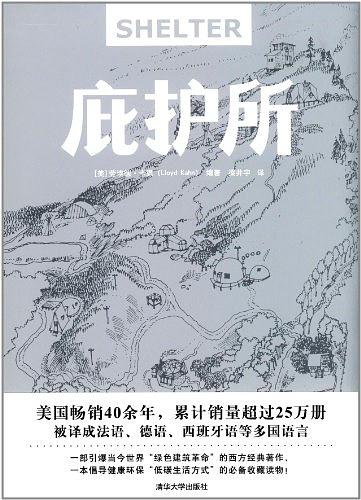 SHELTER
庇护所
[美]劳埃德·卡恩 (Lloyd Kahn) 编著 梁井宇 译
美国畅销40余年，累计销量超过25万册
被译成法语、德语、西班牙语等多国语言
一部引爆当今世界“绿色建筑革命”的西方经典著作，
一本倡导健康环保“低碳生活方式”的必备收藏读物！
清华大学出版社